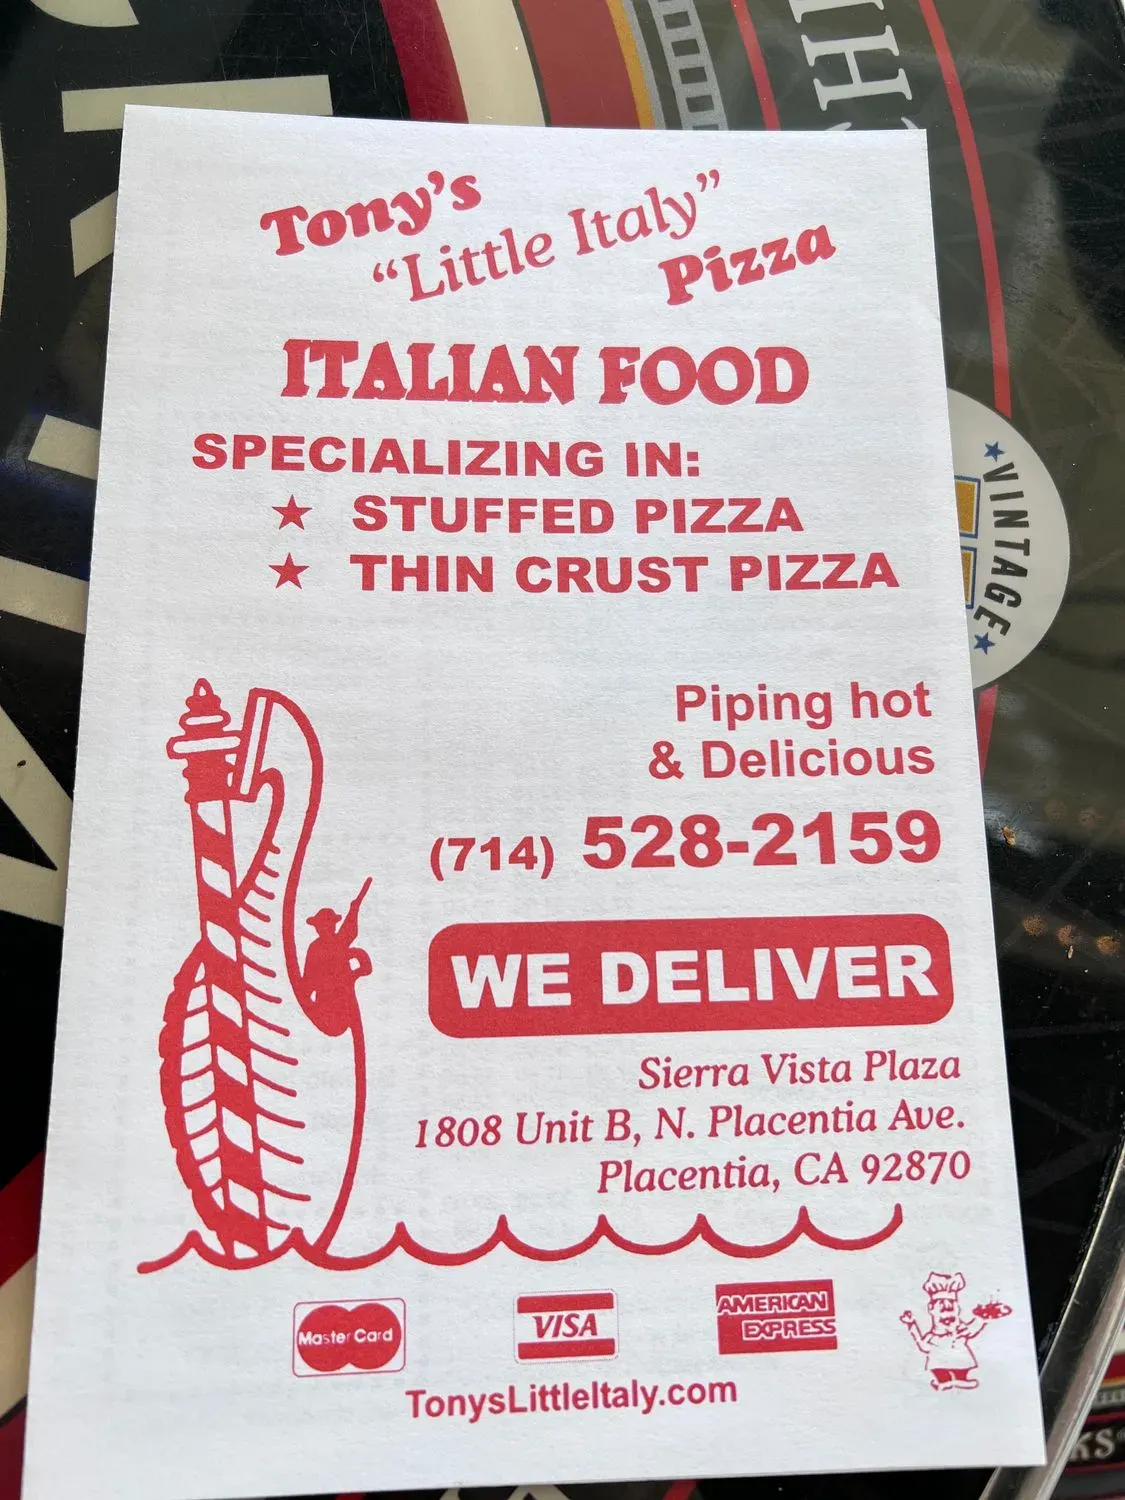 Tony's
"Little Italy"
Pizza
ITALIAN FOOD
SPECIALIZING IN:
★ STUFFED PIZZA
★ THIN CRUST PIZZA
Piping hot
& Delicious
(714) 528-2159
WE DELIVER
Sierra Vista Plaza
1808 Unit B, N. Placentia Ave.
Placentia, CA 92870
MasterCard
VISA
AMERICAN
EXPRESS
TonysLittleItaly.com
★VINTAGE★